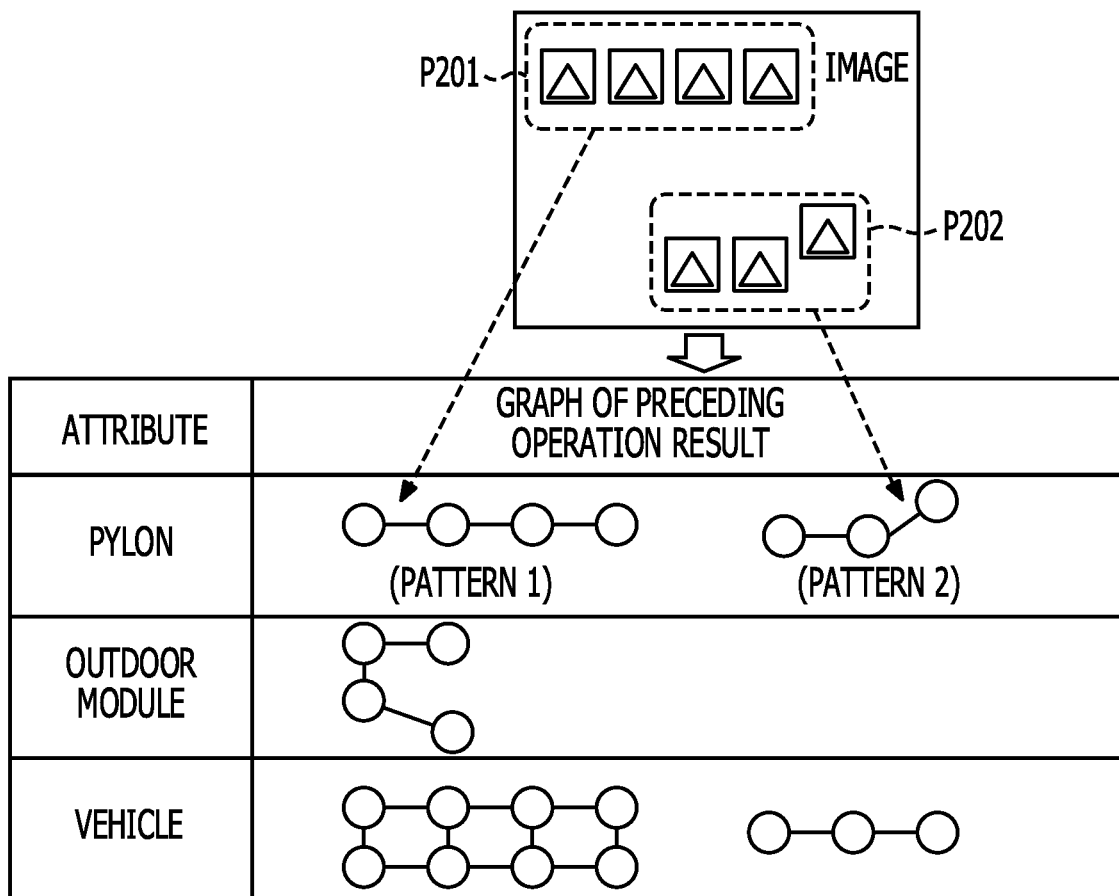 P201
IMAGE
P202
ATTRIBUTE
GRAPH OF PRECEDING
OPERATION RESULT
PYLON
(PATTERN 1)
(PATTERN 2)
OUTDOOR
MODULE
VEHICLE